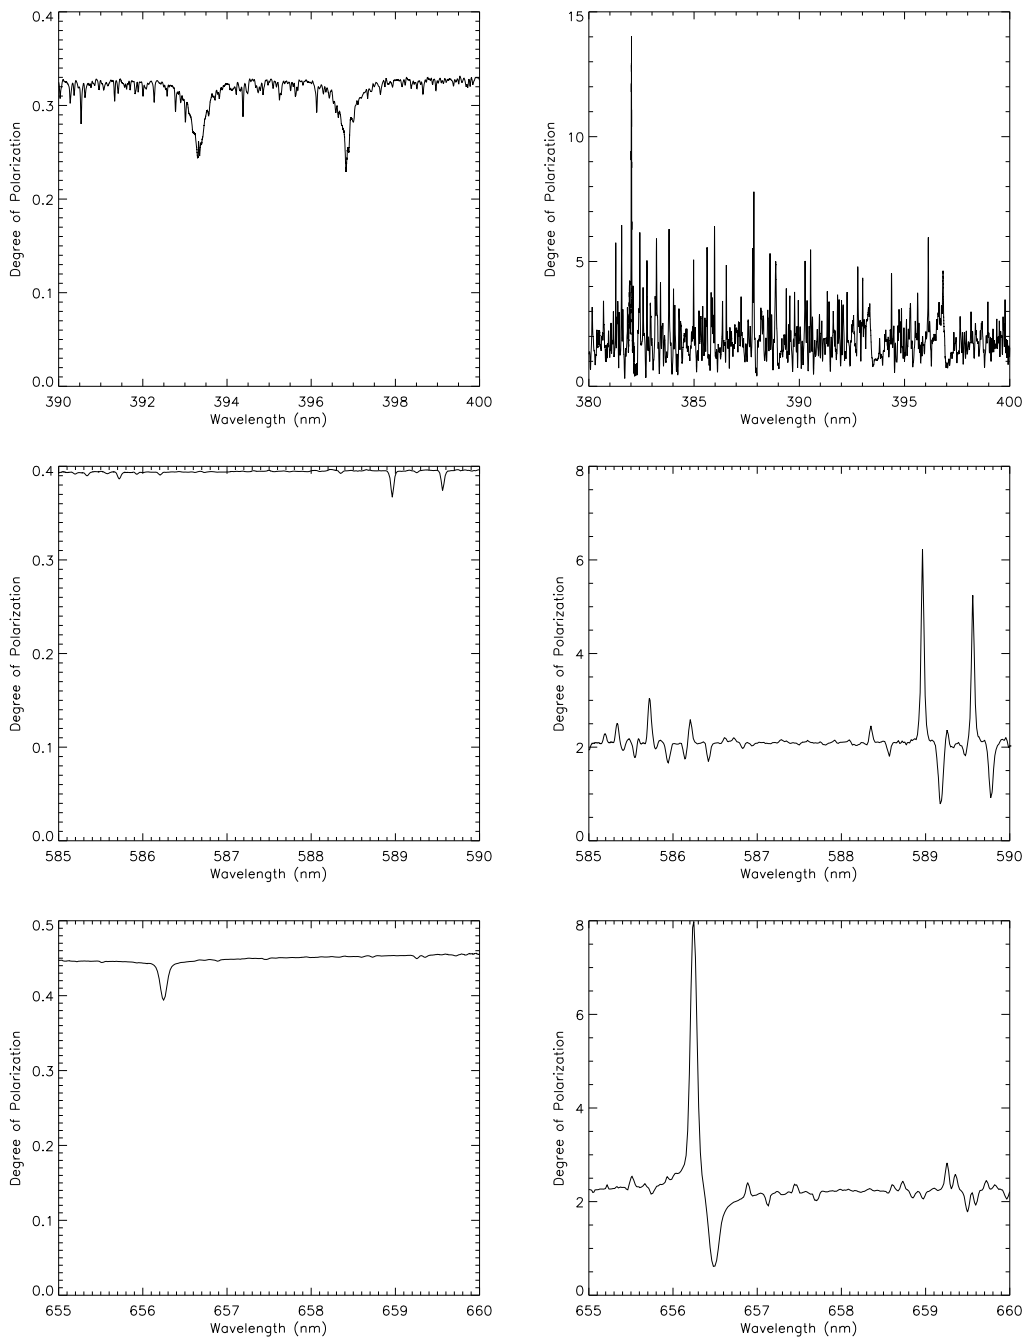 0.4
0.3
0.2
0.1
0.0
Degree of Polarization
390 392 394 396 398 400
Wavelength (nm)
15
10
5
0
Degree of Polarization
380 385 390 395 400
Wavelength (nm)
0.4
0.3
0.2
0.1
0.0
Degree of Polarization
585 586 587 588 589 590
Wavelength (nm)
8
6
4
2
0
Degree of Polarization
585 586 587 588 589 590
Wavelength (nm)
0.5
0.4
0.3
0.2
0.1
0.0
Degree of Polarization
655 656 657 658 659 660
Wavelength (nm)
8
6
4
2
0
Degree of Polarization
655 656 657 658 659 660
Wavelength (nm)